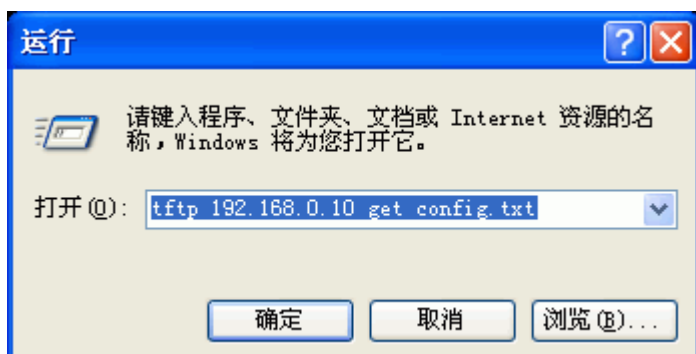 运行
请键入程序、文件夹、文档或 Internet 资源的名
称，Windows 将为您打开它。
打开(O): tftp 192.168.0.10 get config.txt
确定 取消 浏览(B)...